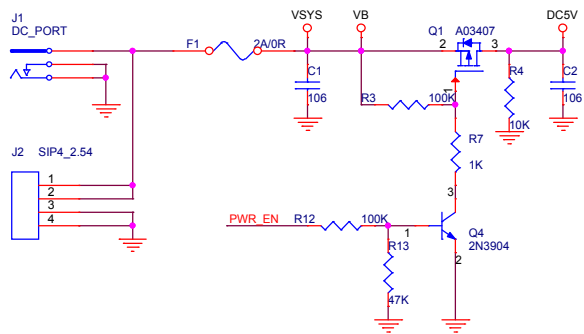 J1
DC_PORT
F1
2A/0R
VSYS
VB
Q1
A03407
DC5V
2
3
1
C1
106
R3
100K
R4
10K
C2
106
J2
SIP4_2.54
1
2
3
4
R7
1K
3
PWR_EN
R12
100K
1
Q4
2N3904
2
R13
47K